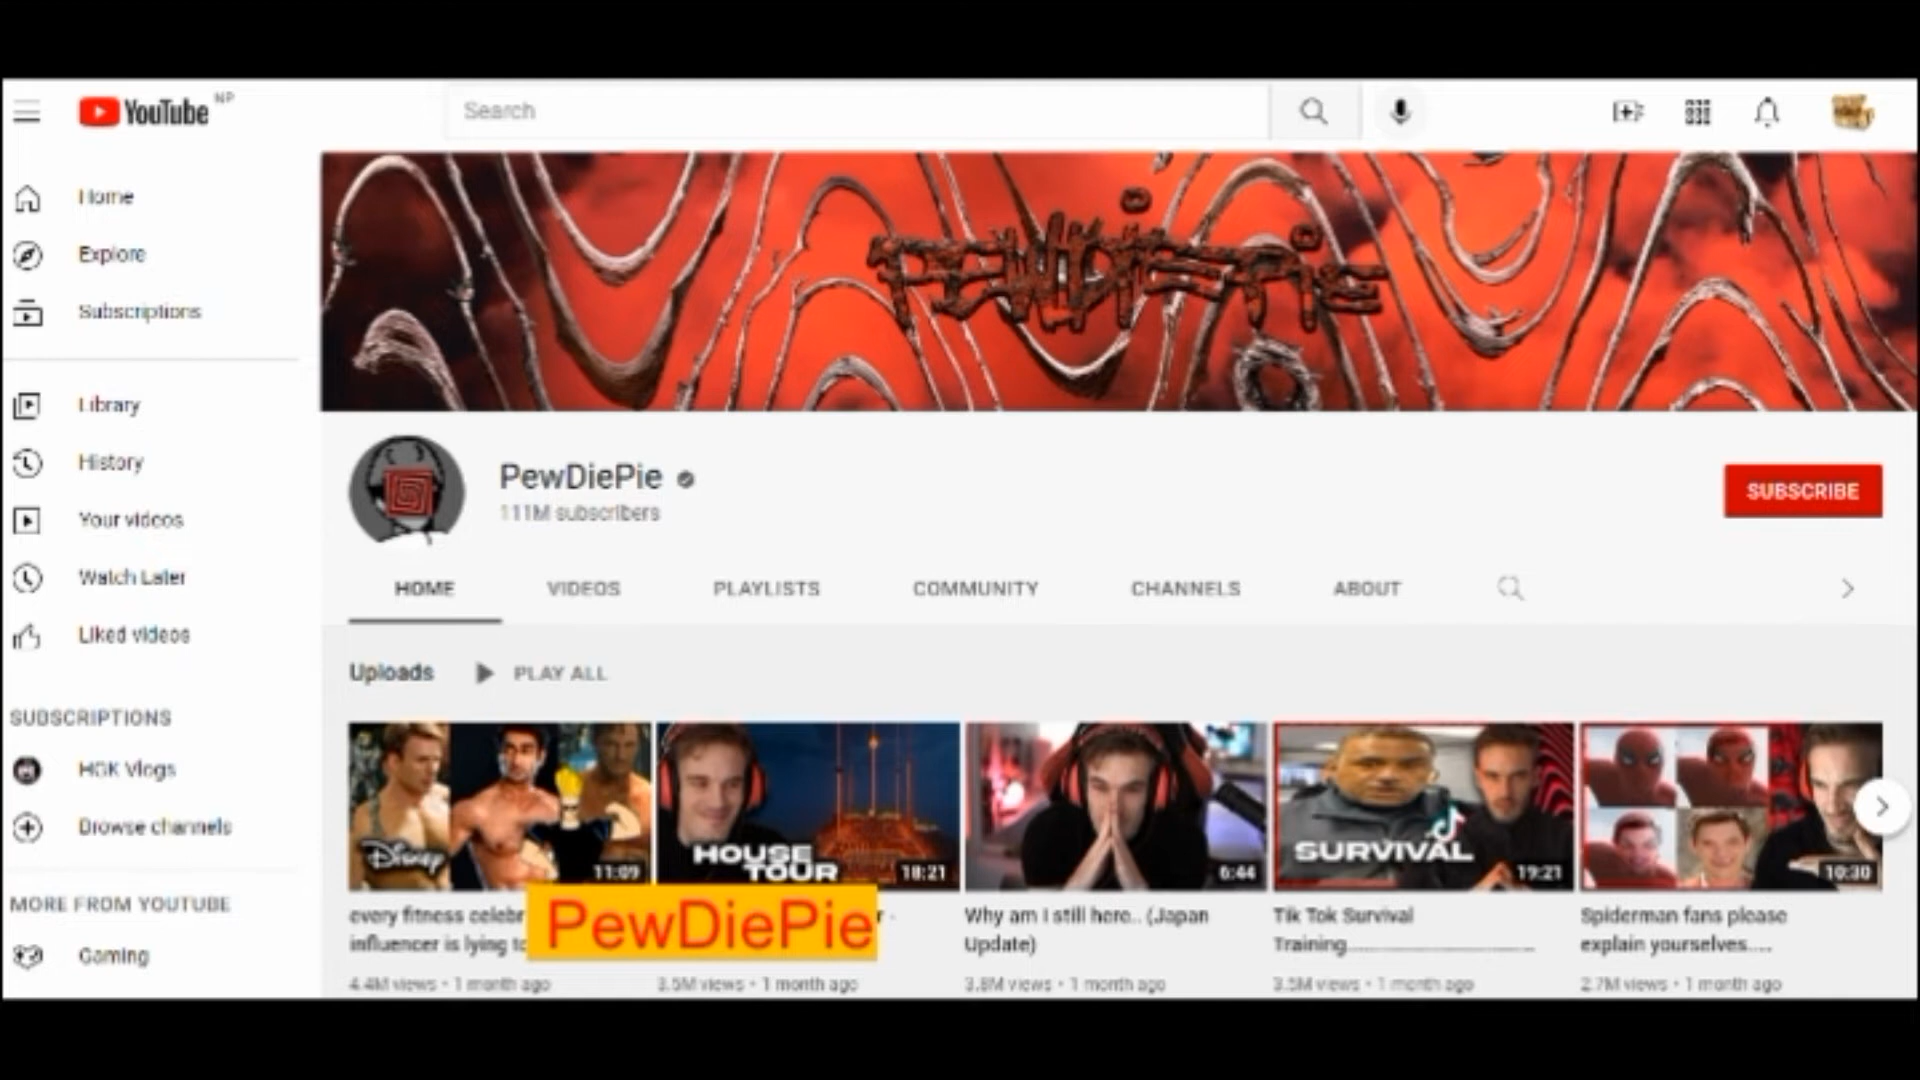 YouTube NP
Search
Home
Explore
Subscriptions
Library
History
Your videos
Watch Later
Liked videos
SUBSCRIPTIONS
HGK Vlogs
Browse channels
MORE FROM YOUTUBE
Gaming
PEWDIEPIE
PewDiePie
111M subscribers
SUBSCRIBE
HOME VIDEOS PLAYLISTS COMMUNITY CHANNELS ABOUT
Uploads PLAY ALL
Disney
11:09
HOUSE
TOUR
18:21
6:44
SURVIVAL
19:21
10:30
every fitness celebr
influencer is lying to
4.4M views • 1 month ago
PewDiePie
3.5M views • 1 month ago
Why am I still here.. (Japan
Update)
3.8M views • 1 month ago
Tik Tok Survival
Training....................................
3.5M views • 1 month ago
Spiderman fans please
explain yourselves....
2.7M views • 1 month ago